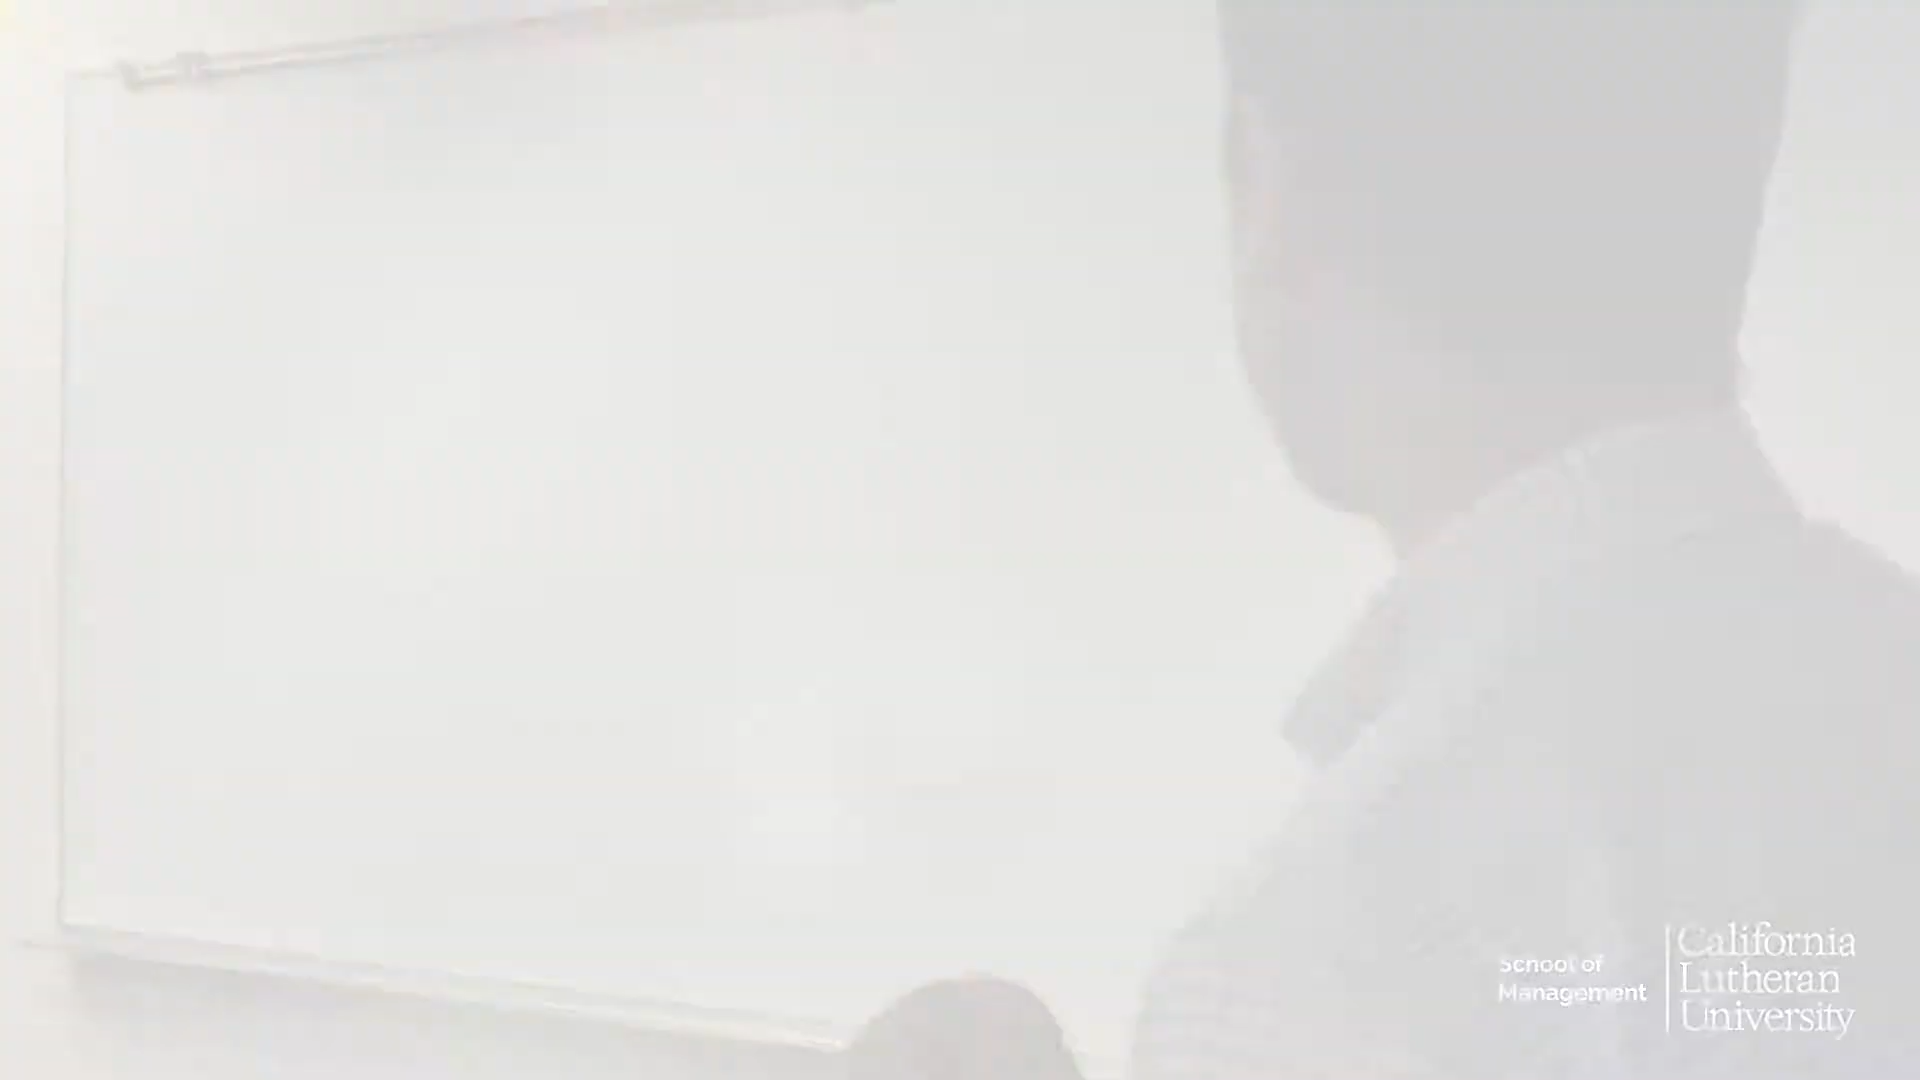 School of
Management
California
Lutheran
University